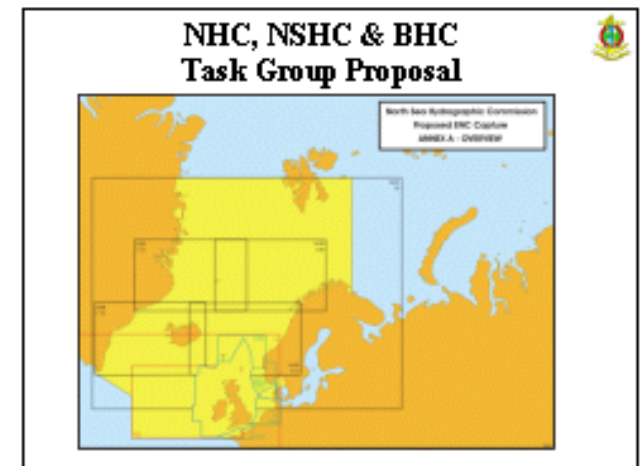 NHC, NSHC & BHC
Task Group Proposal
North Sea Hydrographic Commission
Proposed ENC Capture
ANNEX A - OVERVIEW